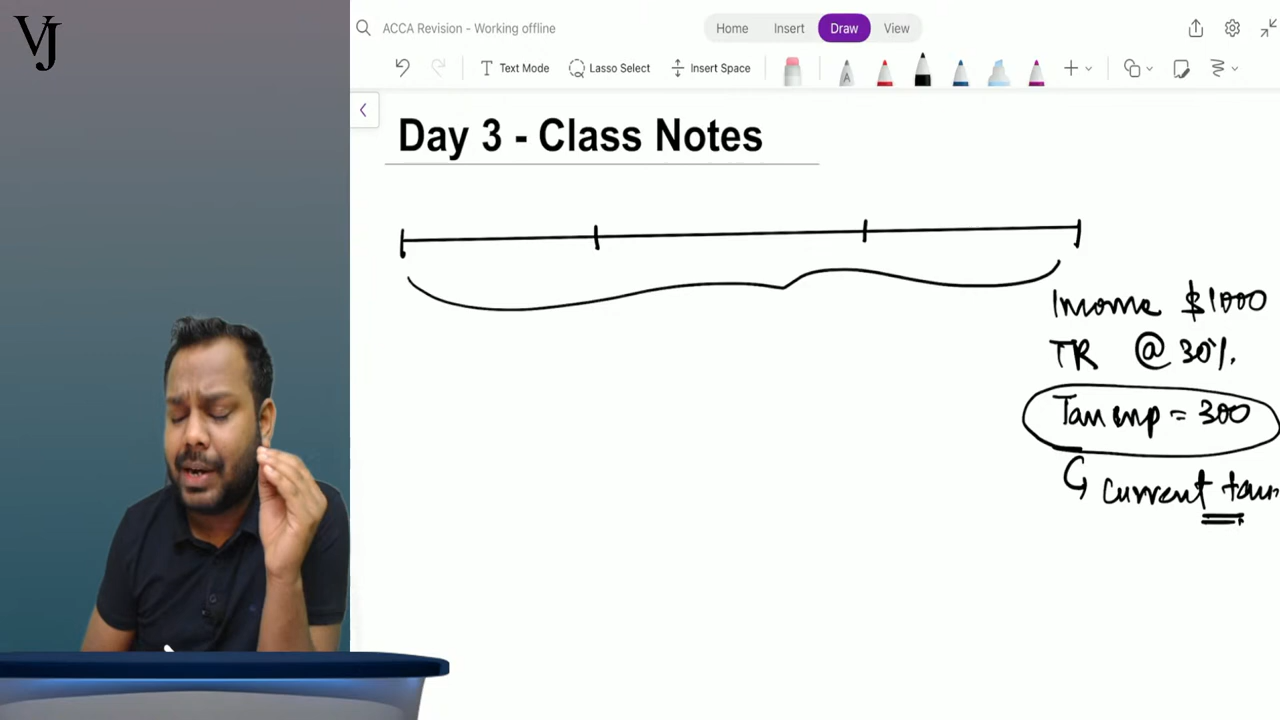 VJ
ACCA Revision - Working offline
Home Insert Draw View
Text Mode Lasso Select Insert Space
Day 3 - Class Notes
Income $1000
TR @ 30%.
Tax exp = 300
current tax